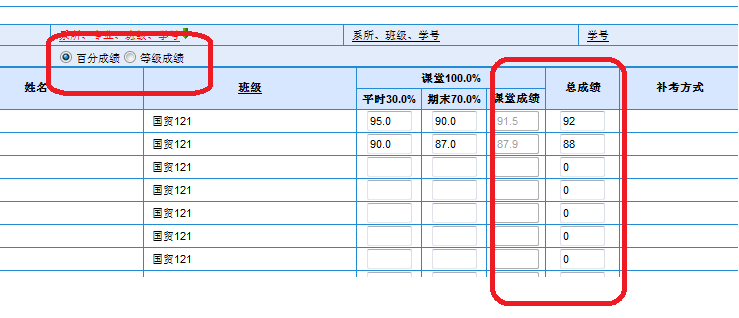 系所、专业、班级、学号 系所、班级、学号 学号
百分成绩 等级成绩
姓名 班级 课堂100.0% 总成绩 补考方式
平时30.0% 期末70.0% 课堂成绩
国贸121 95.0 90.0 91.5 92
国贸121 90.0 87.0 87.9 88
国贸121 0
国贸121 0
国贸121 0
国贸121 0
国贸121 0